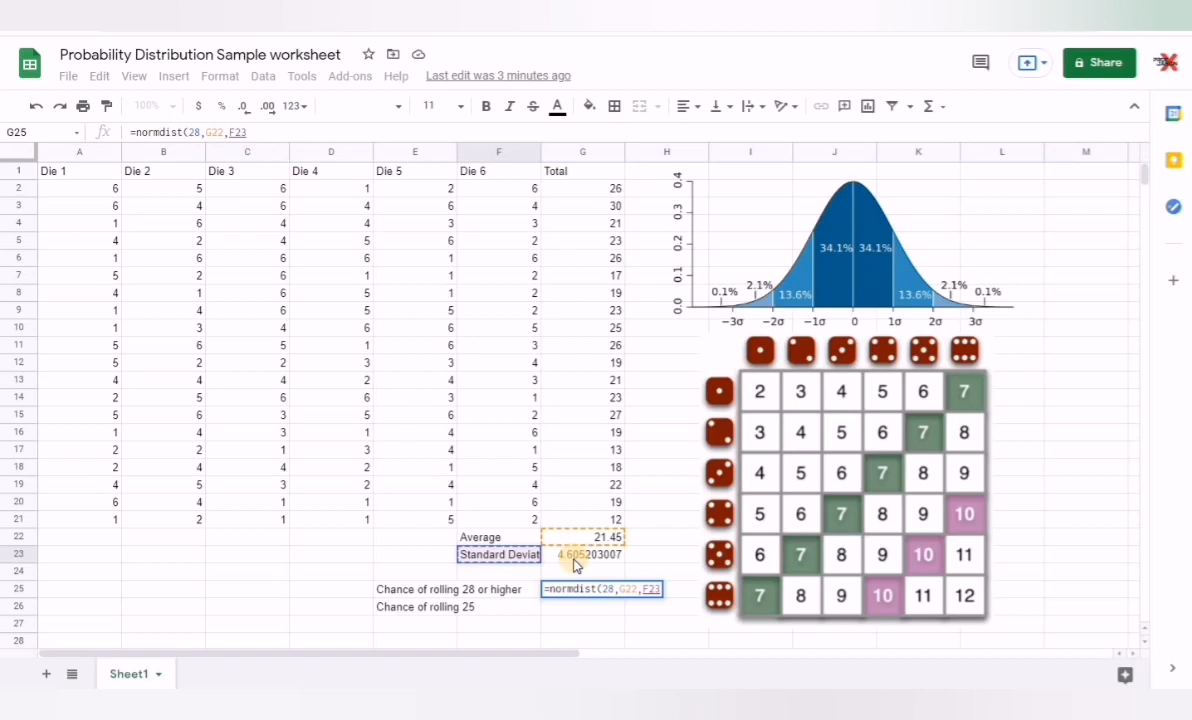 Probability Distribution Sample worksheet
File Edit View Insert Format Data Tools Add-ons Help Last edit was 3 minutes ago
Share
100% $ % .0 .00 123 11 B I S A Σ
G25 fx =normdist(28,G22,F23
A B C D E F G H I J K L M
1 Die 1 Die 2 Die 3 Die 4 Die 5 Die 6 Total
2 6 5 6 1 2 6 26
3 6 4 6 4 6 4 30
4 1 6 4 4 3 3 21
5 4 2 4 5 6 2 23
6 1 6 6 6 1 6 26
7 5 2 6 1 1 2 17
8 4 1 6 5 1 2 19
9 1 4 6 5 5 2 23
10 1 3 4 6 6 5 25
11 5 6 5 1 6 3 26
12 5 2 2 3 3 4 19
13 4 4 4 2 4 3 21
14 2 5 6 6 3 1 23
15 5 6 3 5 6 2 27
16 1 4 3 1 4 6 19
17 2 2 1 3 4 1 13
18 2 4 4 2 1 5 18
19 4 5 3 2 4 4 22
20 6 4 1 1 1 6 19
21 1 2 1 1 5 2 12
22 Average 21.45
23 Standard Deviat 4.605203007
24
25 Chance of rolling 28 or higher =normdist(28,G22,F23
26 Chance of rolling 25
27
28
0.4
0.3
0.2
0.1
0.0
34.1% 34.1%
0.1% 2.1% 13.6% 13.6% 2.1% 0.1%
−3σ −2σ −1σ 0 1σ 2σ 3σ
2 3 4 5 6 7
3 4 5 6 7 8
4 5 6 7 8 9
5 6 7 8 9 10
6 7 8 9 10 11
7 8 9 10 11 12
Sheet1